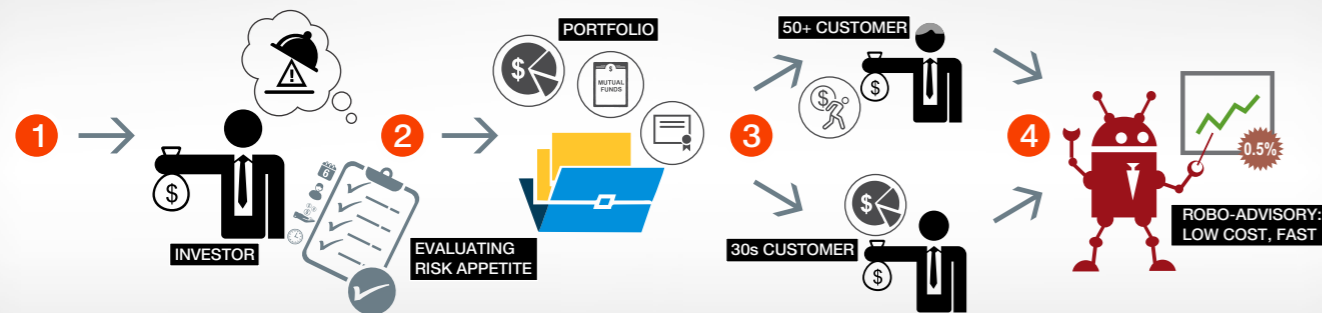 1
$
INVESTOR
6
EVALUATING
RISK APPETITE
2
PORTFOLIO
$
$
MUTUAL
FUNDS
3
50+ CUSTOMER
$
$
$
30s CUSTOMER
$
4
0.5%
ROBO-ADVISORY:
LOW COST, FAST